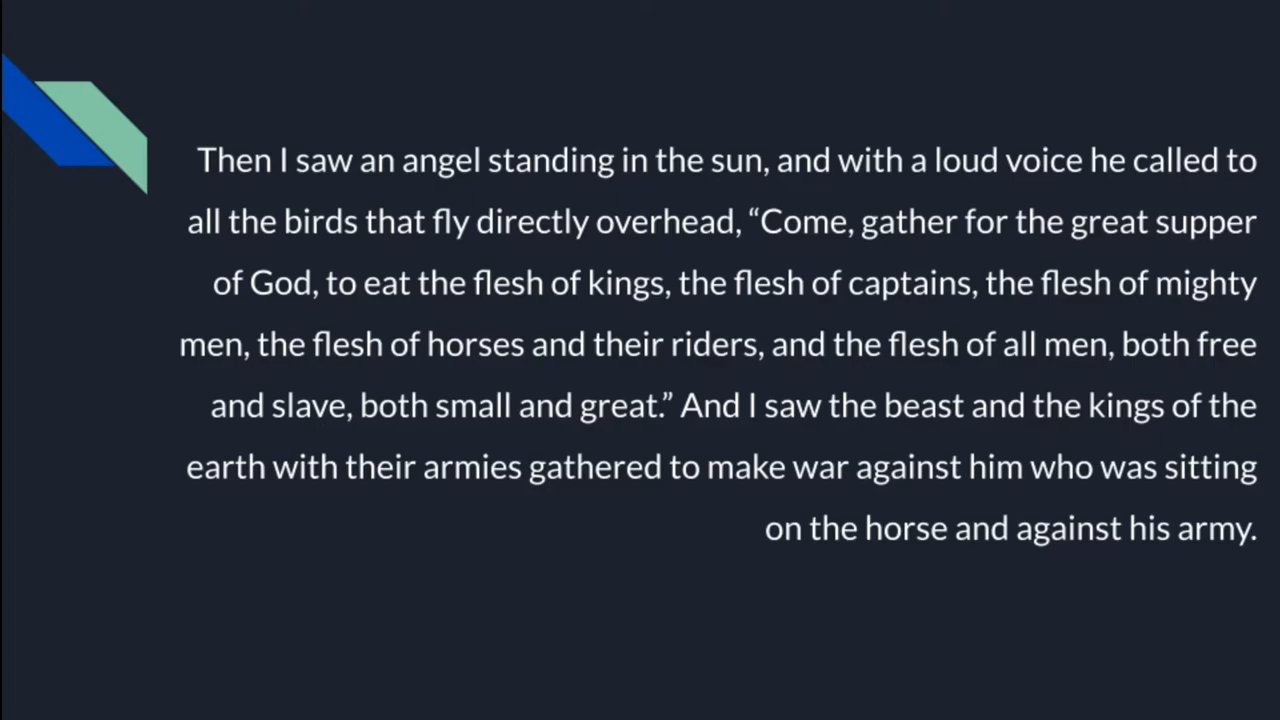 Then I saw an angel standing in the sun, and with a loud voice he called to
all the birds that fly directly overhead, “Come, gather for the great supper
of God, to eat the flesh of kings, the flesh of captains, the flesh of mighty
men, the flesh of horses and their riders, and the flesh of all men, both free
and slave, both small and great.” And I saw the beast and the kings of the
earth with their armies gathered to make war against him who was sitting
on the horse and against his army.